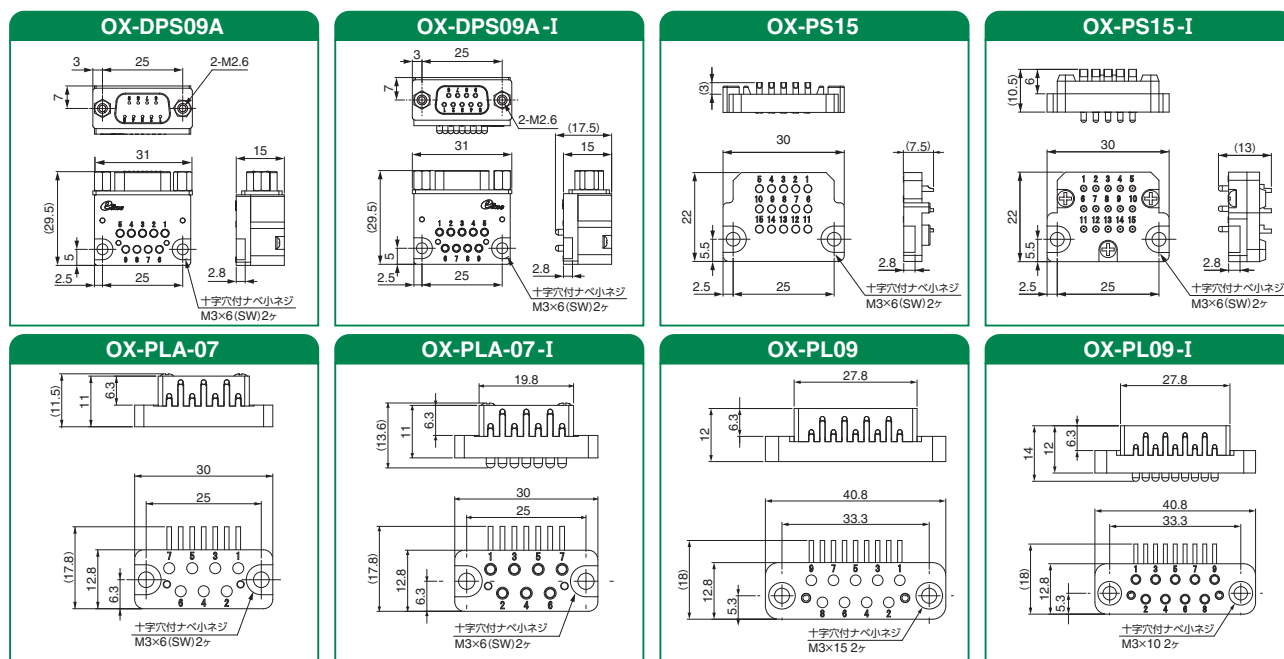 OX-DPS09A
3
25
2-M2.6
7
31
15
(29.5)
5 4 3 2 1
9 8 7 6
5
2.5
25
2.8
十字穴付ナベ小ネジ
M3×6(SW)2ヶ
OX-DPS09A-I
3
25
7
2-M2.6
(17.5)
31
15
(29.5)
1 2 3 4 5
6 7 8 9
5
2.5
25
2.8
十字穴付ナベ小ネジ
M3×6(SW)2ヶ
OX-PS15
(3)
30
(7.5)
22
5 4 3 2 1
10 9 8 7 6
15 14 13 12 11
5.5
2.5
25
2.8
十字穴付ナベ小ネジ
M3×6(SW)2ヶ
OX-PS15-I
(10.5)
6
30
(13)
22
1 2 3 4 5
6 7 8 9 10
11 12 13 14 15
5.5
2.5
25
2.8
十字穴付ナベ小ネジ
M3×6(SW)2ヶ
OX-PLA-07
(11.5)
11
6.3
30
25
(17.8)
12.8
6.3
7 5 3 1
6 4 2
十字穴付ナベ小ネジ
M3×6(SW)2ヶ
OX-PLA-07-I
19.8
(13.6)
11
6.3
30
25
(17.8)
12.8
6.3
1 3 5 7
2 4 6
十字穴付ナベ小ネジ
M3×6(SW)2ヶ
OX-PL09
27.8
12
6.3
40.8
33.3
(18)
12.8
5.3
9 7 5 3 1
8 6 4 2
十字穴付ナベ小ネジ
M3×15 2ヶ
OX-PL09-I
27.8
14
12
6.3
40.8
33.3
(18)
12.8
5.3
1 3 5 7 9
2 4 6 8
十字穴付ナベ小ネジ
M3×10 2ヶ